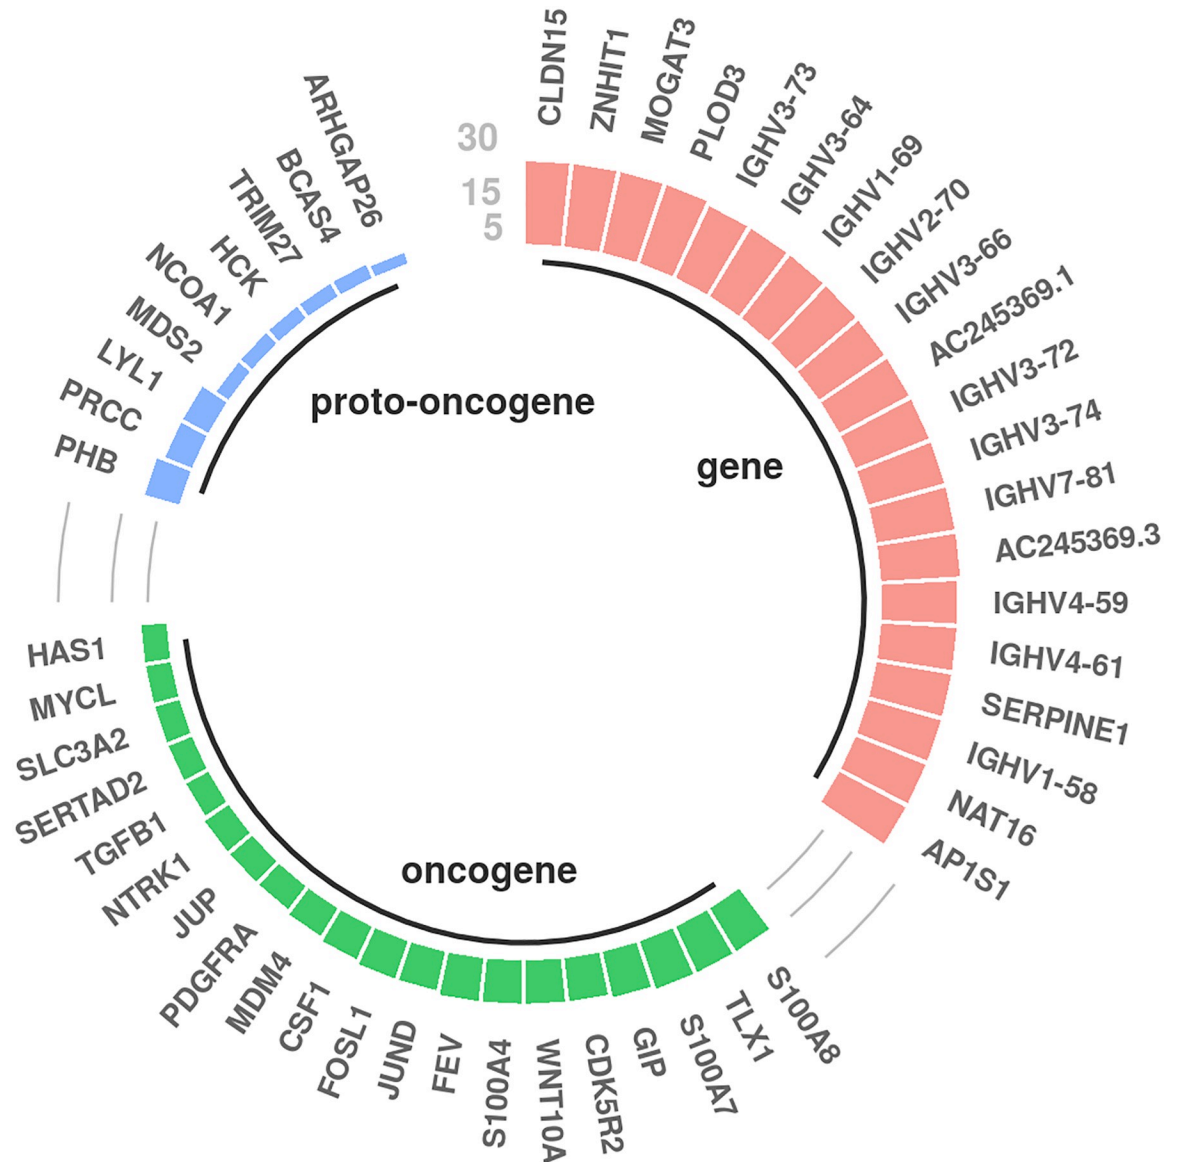 30
15
5
CLDN15
ZNHIT1
MOGAT3
PLOD3
IGHV3-73
IGHV3-64
IGHV1-69
IGHV2-70
IGHV3-66
AC245369.1
IGHV3-72
IGHV3-74
IGHV7-81
AC245369.3
IGHV4-59
IGHV4-61
SERPINE1
IGHV1-58
NAT16
AP1S1
S100A8
TLX1
S100A7
GIP
CDK5R2
WNT10A
S100A4
FEV
JUND
FOSL1
CSF1
MDM4
PDGFRA
JUP
NTRK1
TGFB1
SERTAD2
SLC3A2
MYCL
HAS1
PHB
PRCC
LYL1
MDS2
NCOA1
HCK
TRIM27
BCAS4
ARHGAP26
proto-oncogene
gene
oncogene